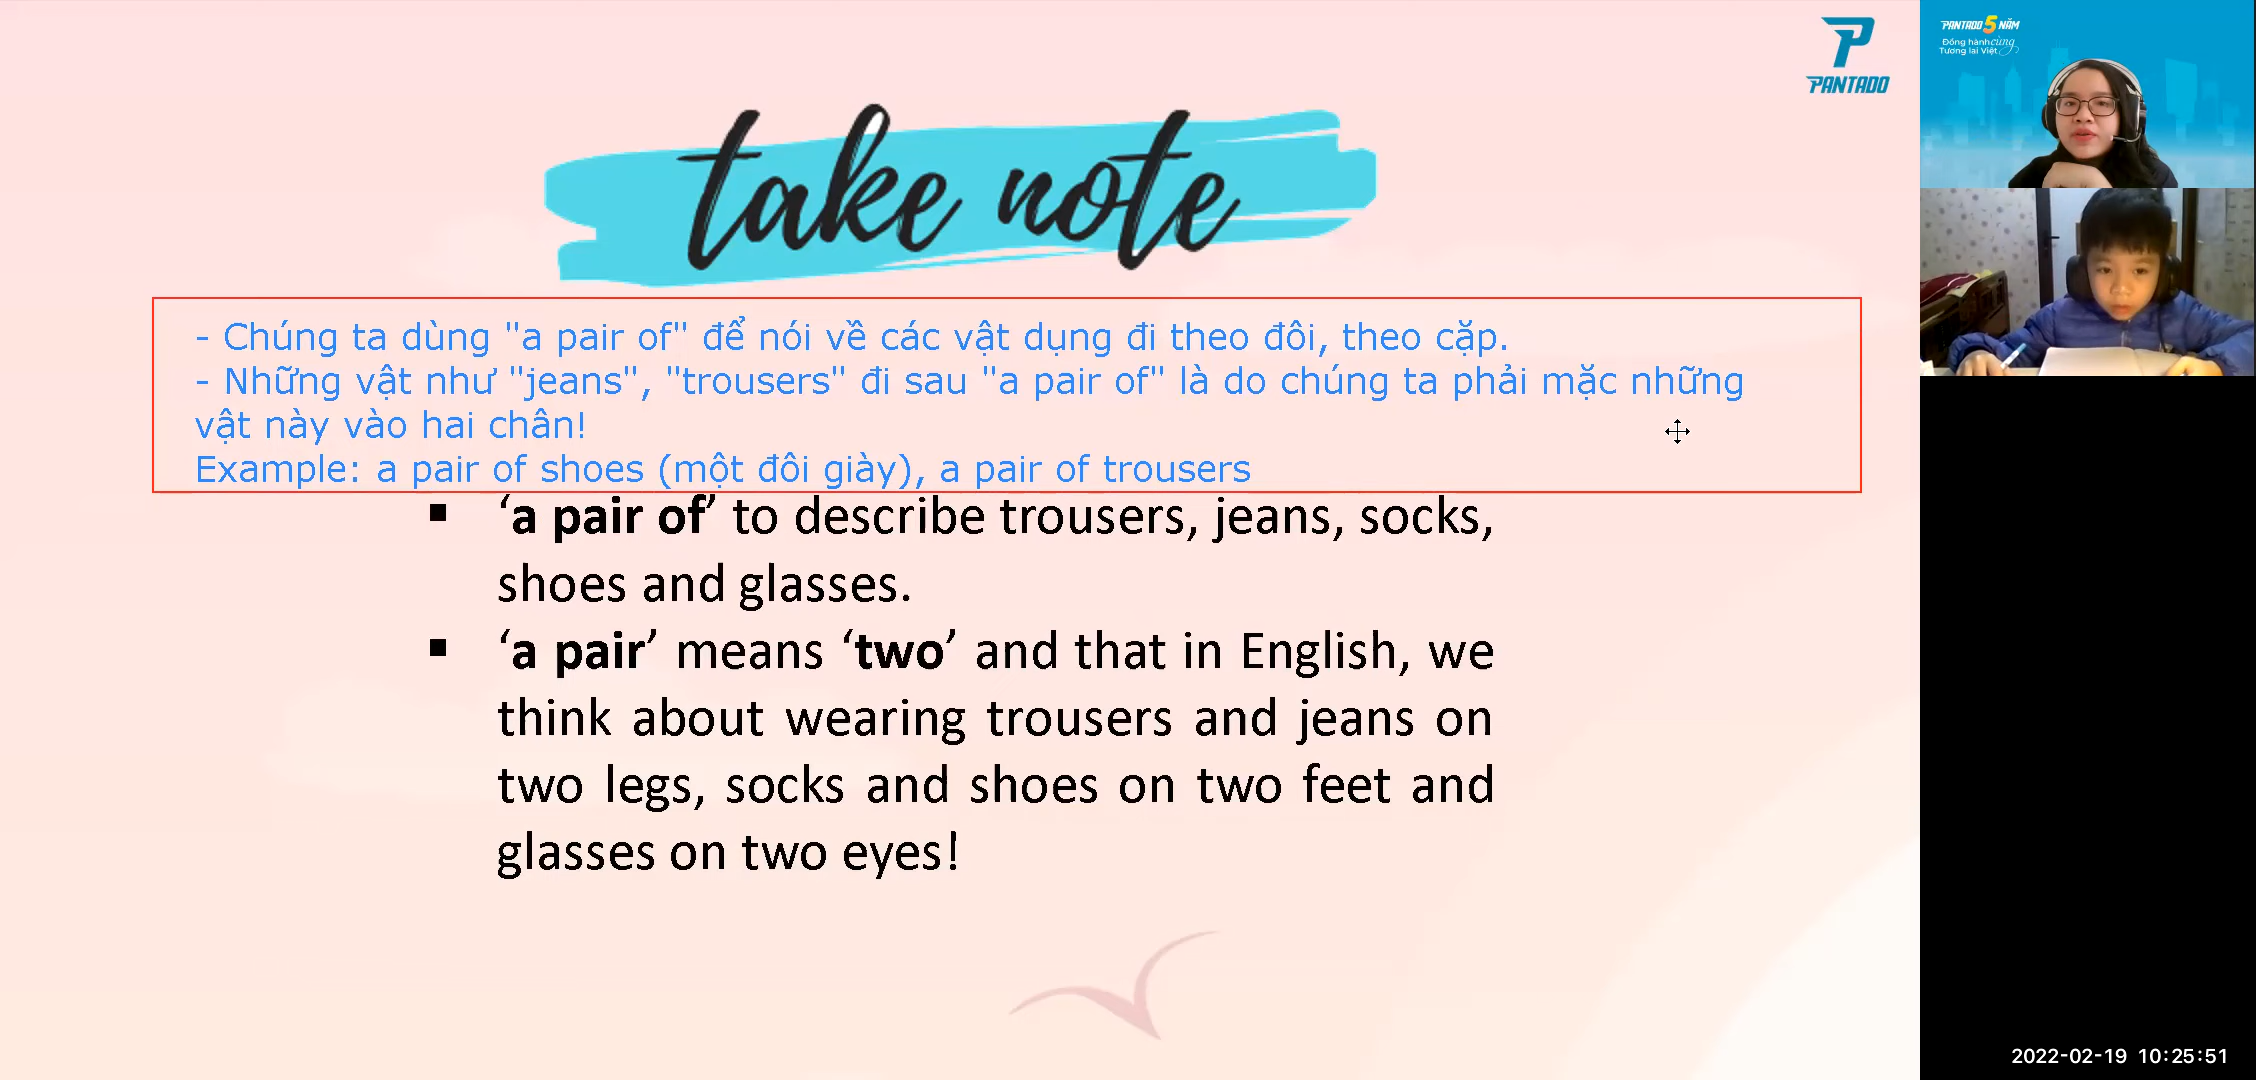 PANTADO
take note
- Chúng ta dùng "a pair of" để nói về các vật dụng đi theo đôi, theo cặp.
- Những vật như "jeans", "trousers" đi sau "a pair of" là do chúng ta phải mặc những
vật này vào hai chân!
Example: a pair of shoes (một đôi giày), a pair of trousers
▪ ‘a pair of’ to describe trousers, jeans, socks,
shoes and glasses.
▪ ‘a pair’ means ‘two’ and that in English, we
think about wearing trousers and jeans on
two legs, socks and shoes on two feet and
glasses on two eyes!
PANTADO 5 NĂM
Đồng hành cùng
Tương lai Việt
2022-02-19 10:25:51